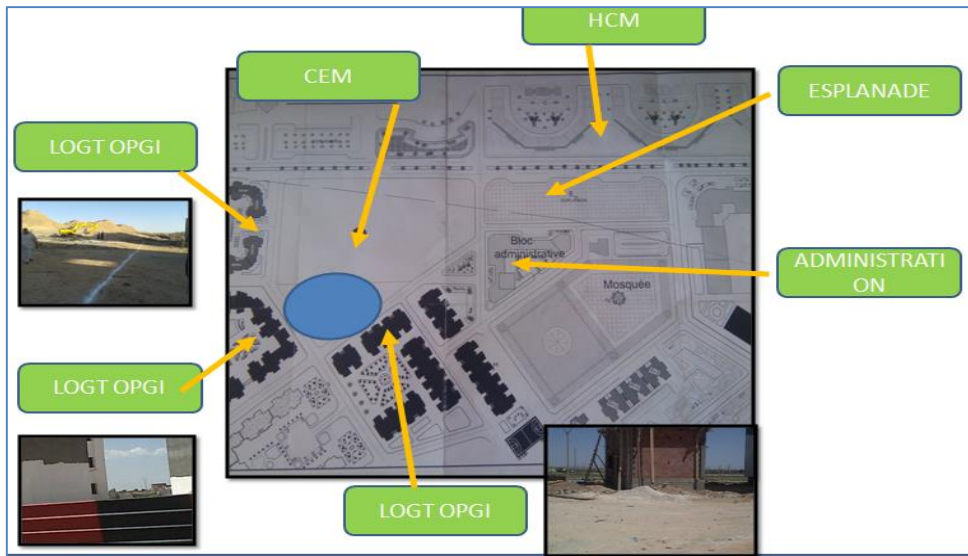 HCM
CEM
ESPLANADE
LOGT OPGI
Bloc
administrative
ADMINISTRATI
ON
Mosquée
LOGT OPGI
LOGT OPGI